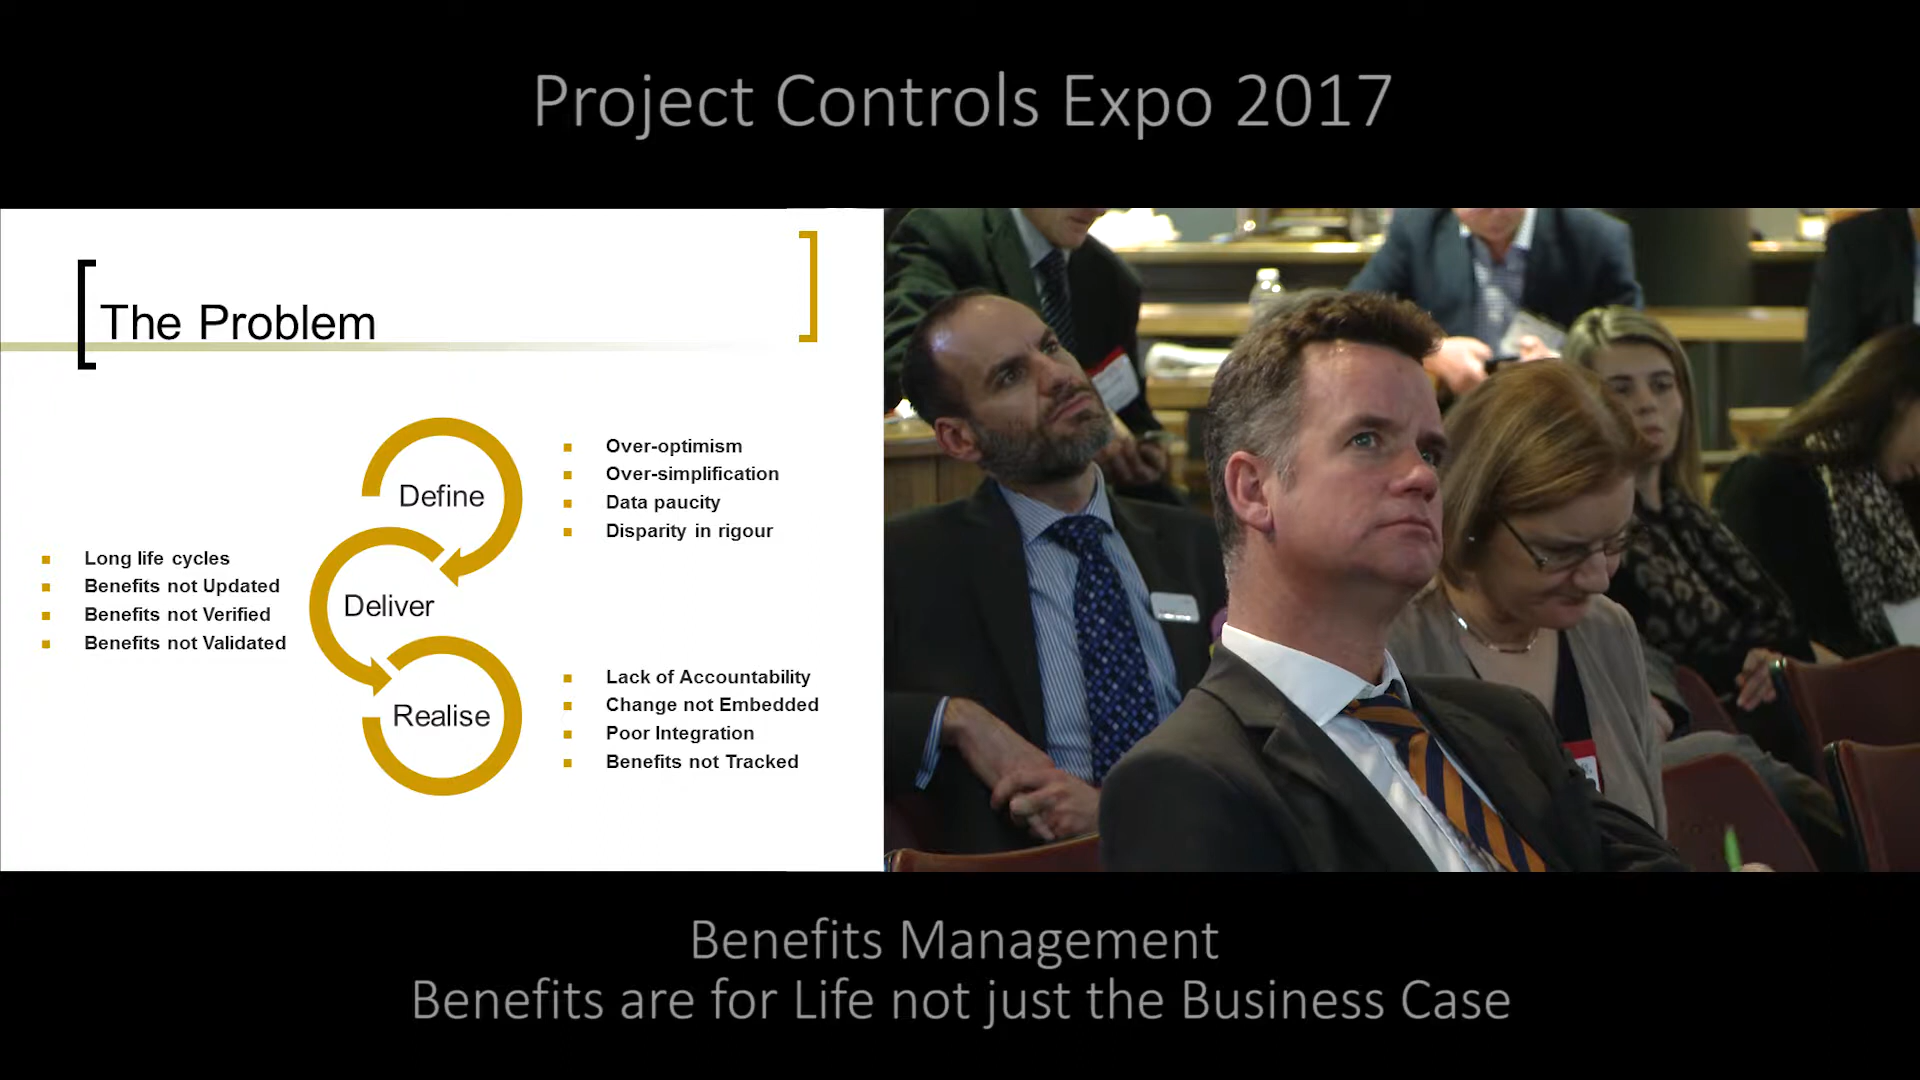 Project Controls Expo 2017
The Problem
Define
Over-optimism
Over-simplification
Data paucity
Disparity in rigour
Long life cycles
Benefits not Updated
Benefits not Verified
Benefits not Validated
Deliver
Realise
Lack of Accountability
Change not Embedded
Poor Integration
Benefits not Tracked
Benefits Management
Benefits are for Life not just the Business Case